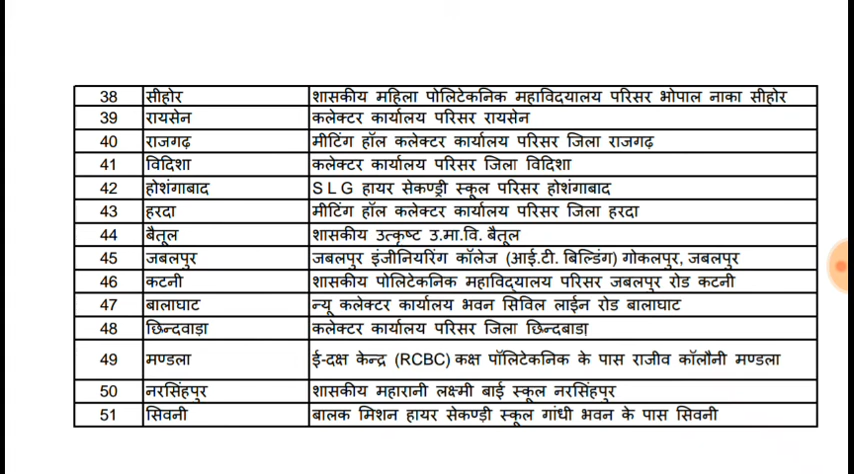 38 सीहोर शासकीय महिला पोलिटेकनिक महाविदयालय परिसर भोपाल नाका सीहोर
39 रायसेन कलेक्टर कार्यालय परिसर रायसेन
40 राजगढ़ मीटिंग हॉल कलेक्टर कार्यालय परिसर जिला राजगढ़
41 विदिशा कलेक्टर कार्यालय परिसर जिला विदिशा
42 होशंगाबाद S L G हायर सेकण्ड्री स्कूल परिसर होशंगाबाद
43 हरदा मीटिंग हॉल कलेक्टर कार्यालय परिसर जिला हरदा
44 बैतूल शासकीय उत्कृष्ट उ.मा.वि. बैतूल
45 जबलपुर जबलपुर इंजीनियरिंग कॉलेज (आई.टी. बिल्डिंग) गोकलपुर, जबलपुर
46 कटनी शासकीय पोलिटेकनिक महाविद्यालय परिसर जबलपुर रोड कटनी
47 बालाघाट न्यू कलेक्टर कार्यालय भवन सिविल लाईन रोड बालाघाट
48 छिन्दवाड़ा कलेक्टर कार्यालय परिसर जिला छिन्दबाडा
49 मण्डला ई-दक्ष केन्द्र (RCBC) कक्ष पॉलिटेकनिक के पास राजीव कॉलौनी मण्डला
50 नरसिंहपुर शासकीय महारानी लक्ष्मी बाई स्कूल नरसिंहपुर
51 सिवनी बालक मिशन हायर सेकण्ड़ी स्कूल गांधी भवन के पास सिवनी